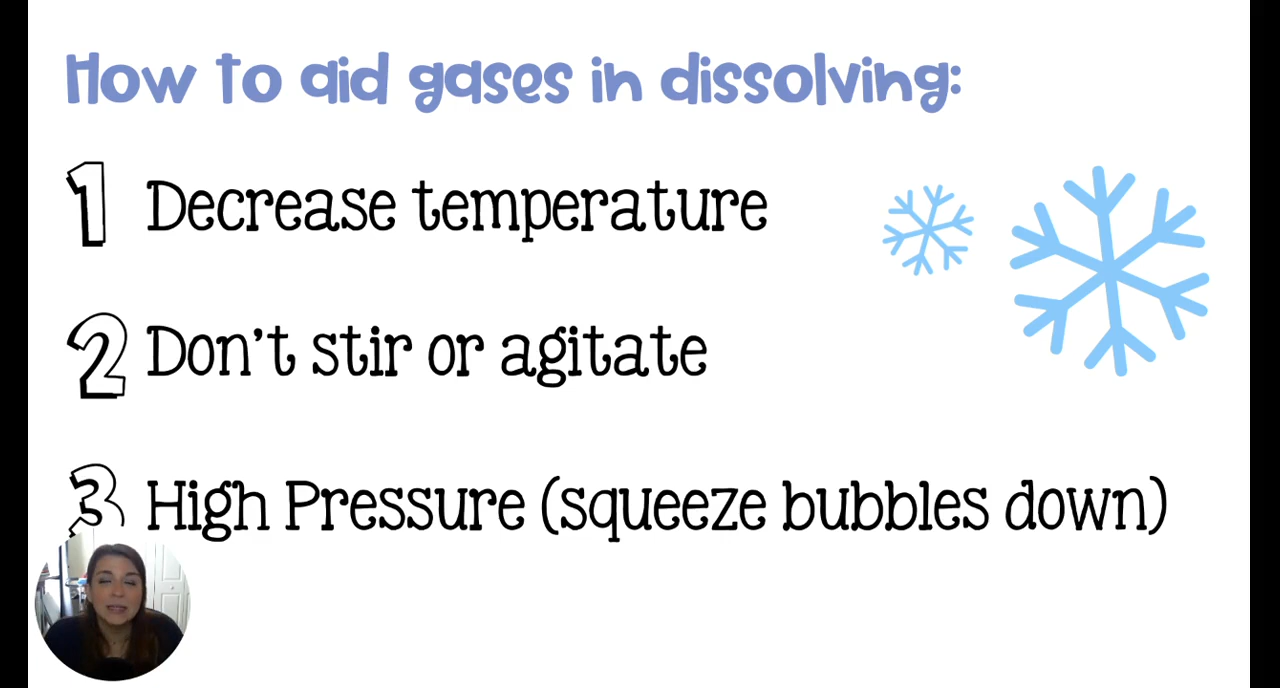 How to aid gases in dissolving:
1 Decrease temperature
2 Don't stir or agitate
3 High Pressure (squeeze bubbles down)